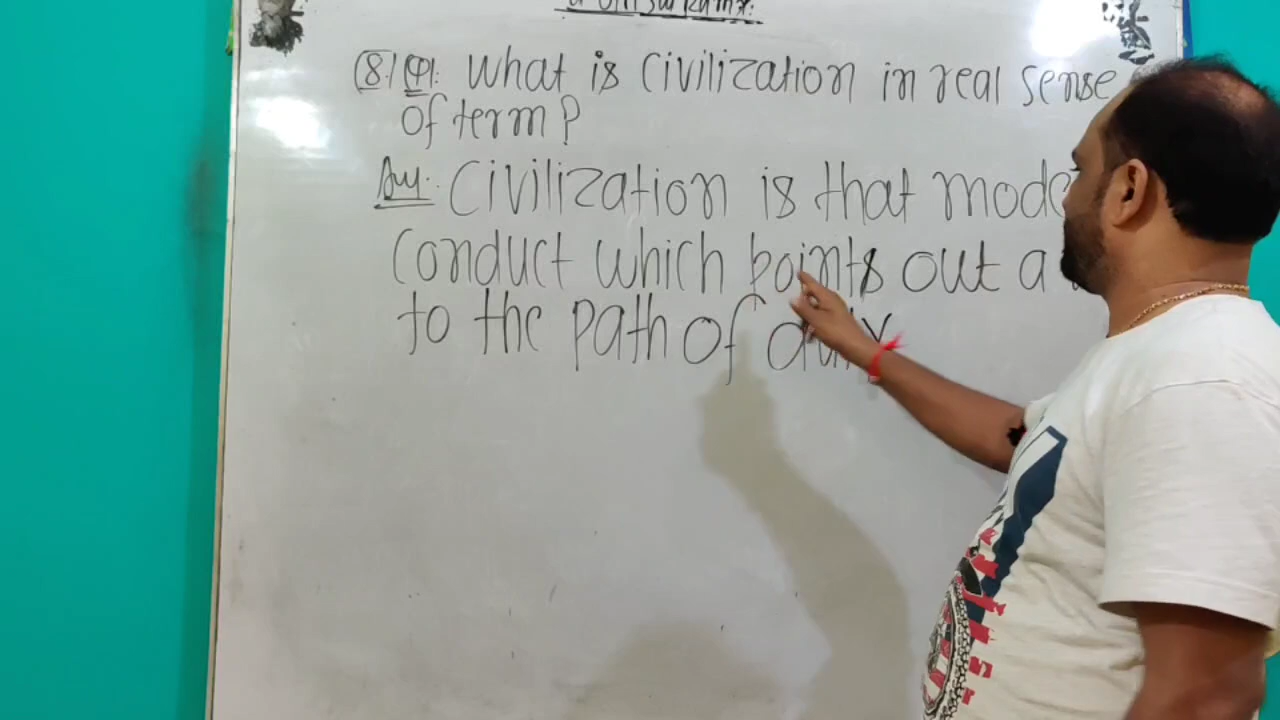 (8) Q. What is civilization in real sense
of term?
Ans. Civilization is that mode
conduct which points out a
to the path of duty